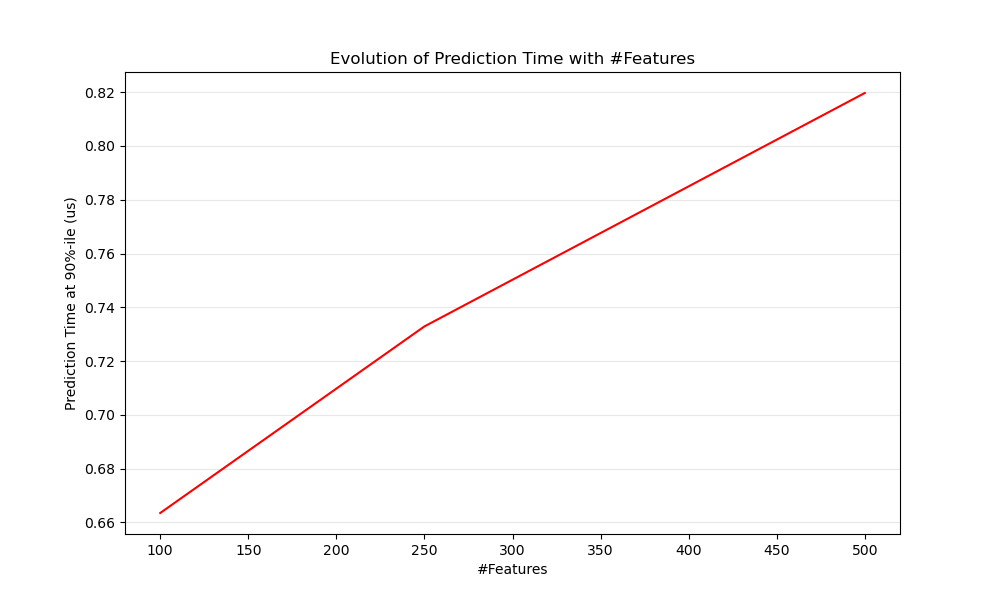 Evolution of Prediction Time with #Features
Prediction Time at 90%-ile (us)
0.82
0.80
0.78
0.76
0.74
0.72
0.70
0.68
0.66
100 150 200 250 300 350 400 450 500
#Features